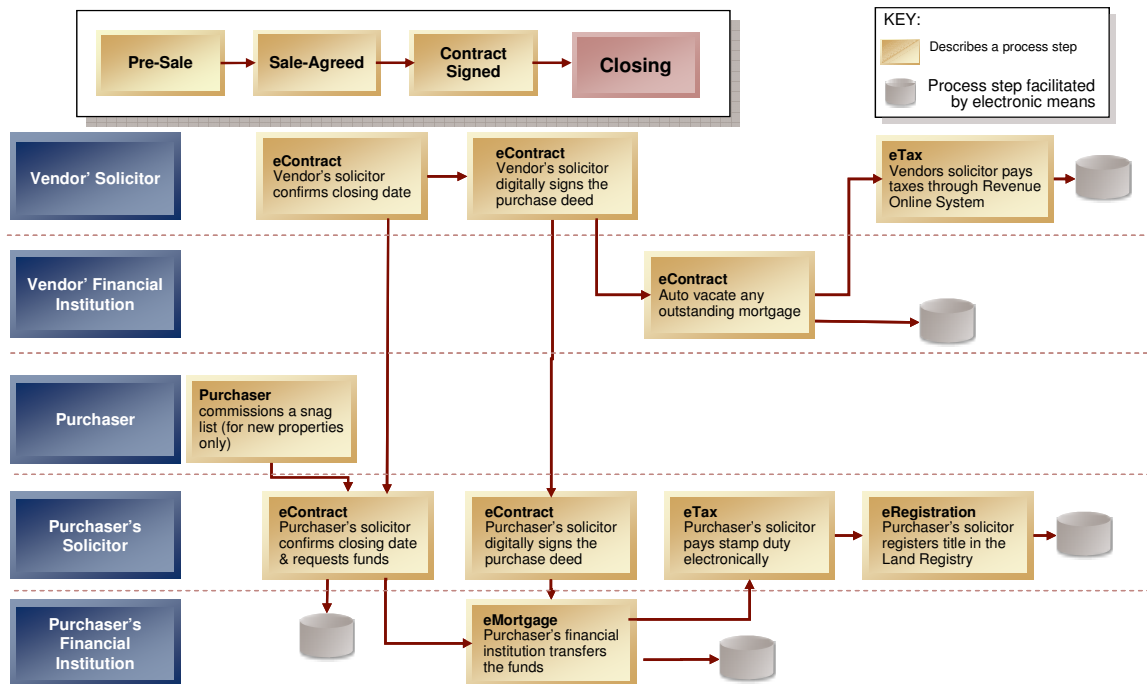 Pre-Sale
Sale-Agreed
Contract
Signed
Closing
KEY:
Describes a process step
Process step facilitated
by electronic means
Vendor' Solicitor
eContract
Vendor's solicitor
confirms closing date
eContract
Vendor's solicitor
digitally signs the
purchase deed
eTax
Vendors solicitor pays
taxes through Revenue
Online System
Vendor' Financial
Institution
eContract
Auto vacate any
outstanding mortgage
Purchaser
Purchaser
commissions a snag
list (for new properties
only)
Purchaser's
Solicitor
eContract
Purchaser's solicitor
confirms closing date
& requests funds
eContract
Purchaser's solicitor
digitally signs the
purchase deed
eTax
Purchaser's solicitor
pays stamp duty
electronically
eRegistration
Purchaser's solicitor
registers title in the
Land Registry
Purchaser's
Financial
Institution
eMortgage
Purchaser's financial
institution transfers
the funds